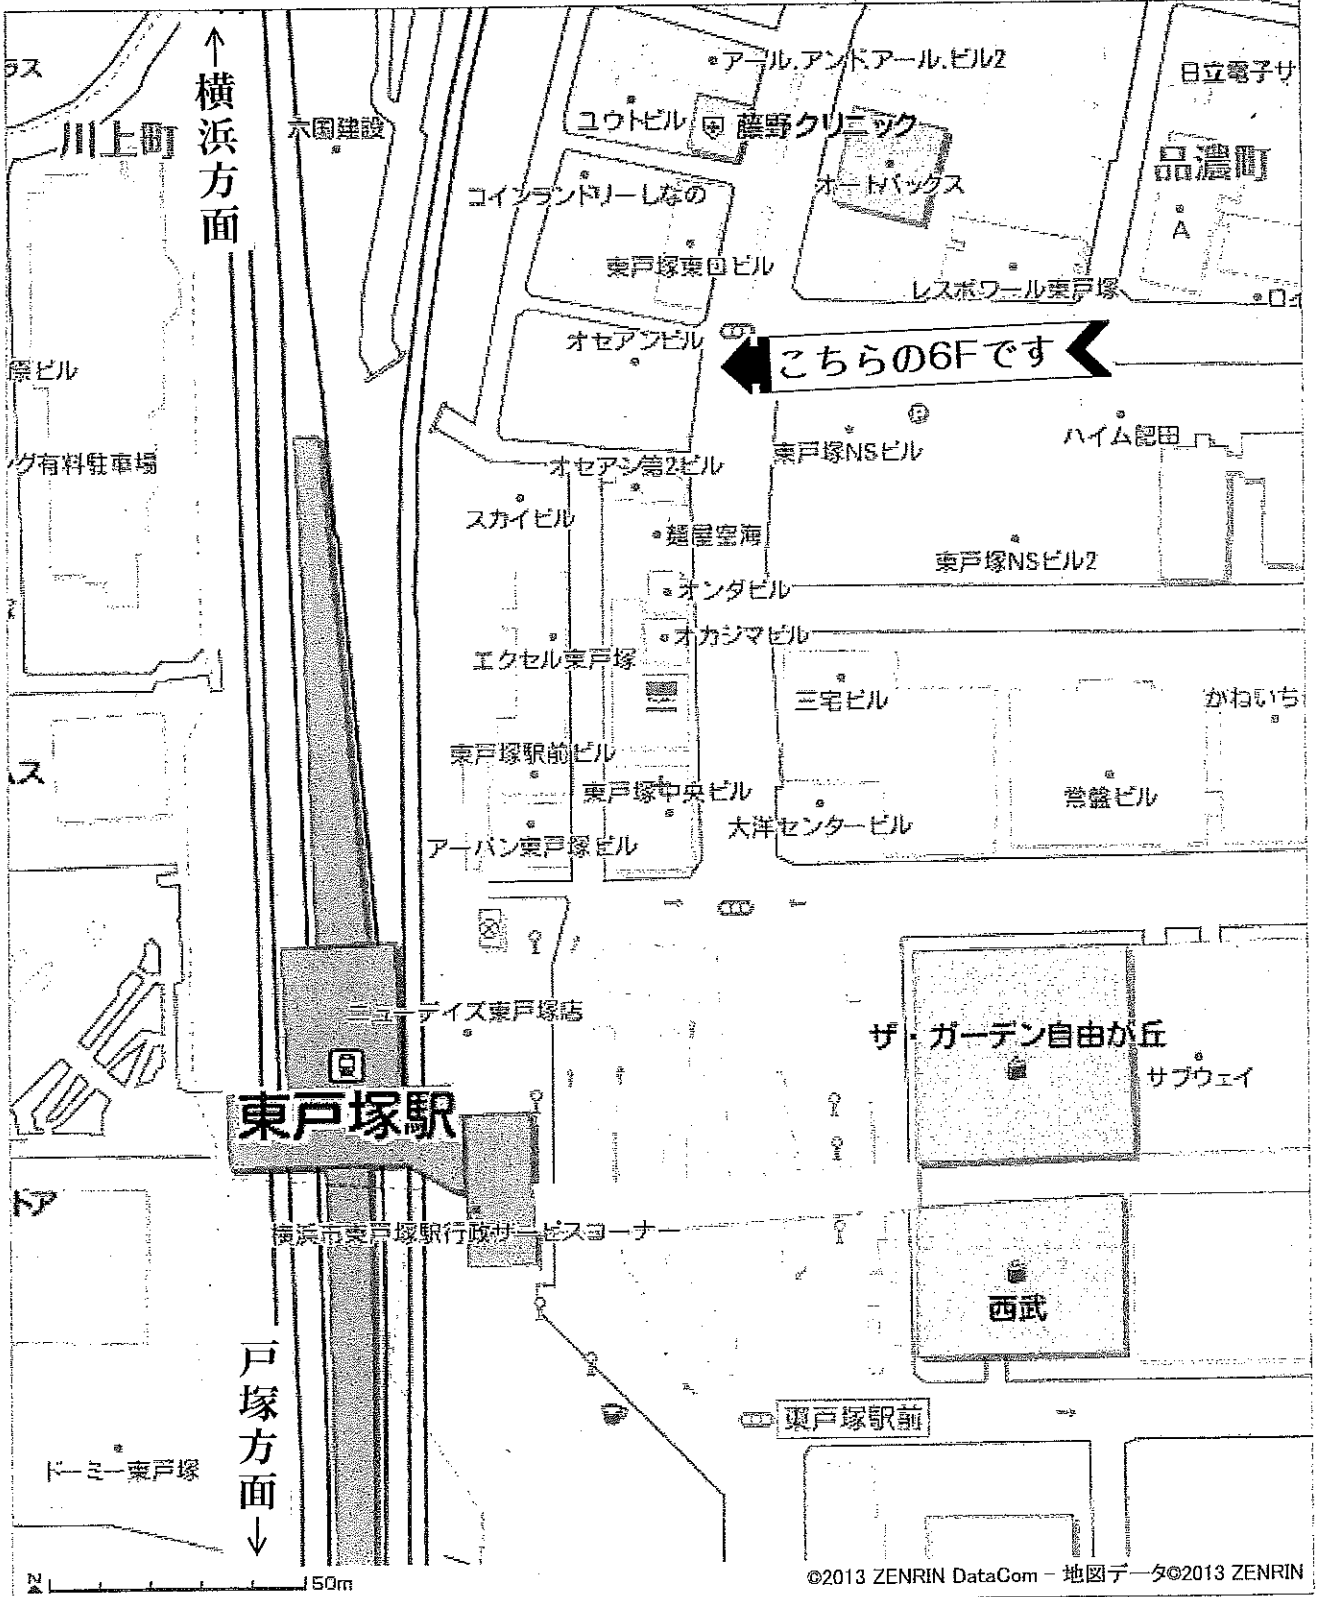 ラス
↑横浜方面
川上町
六国建設
アール.アンド.アール.ビル2
ユウトビル
藤野クリニック
日立電子サ
オートバックス
品濃町
コインランドリーしなの
A
東戸塚東口ビル
レスポワール東戸塚
ロイ
オセアンビル
こちらの6Fです
原ビル
P
ハイム認田
東戸塚NSビル
グ有料駐車場
オセアン第2ビル
スカイビル
麺屋空海
東戸塚NSビル2
オンダビル
オカジマビル
エクセル東戸塚
三宅ビル
かねいち
東戸塚駅前ビル
ス
東戸塚中央ビル
常盤ビル
大洋センタービル
アーバン東戸塚ビル
ニューデイズ東戸塚店
ザ・ガーデン自由が丘
サブウェイ
東戸塚駅
トア
横浜市東戸塚駅行政サービスコーナー
西武
戸塚方面↓
東戸塚駅前
ドーミー東戸塚
N
50m
©2013 ZENRIN DataCom - 地図データ©2013 ZENRIN